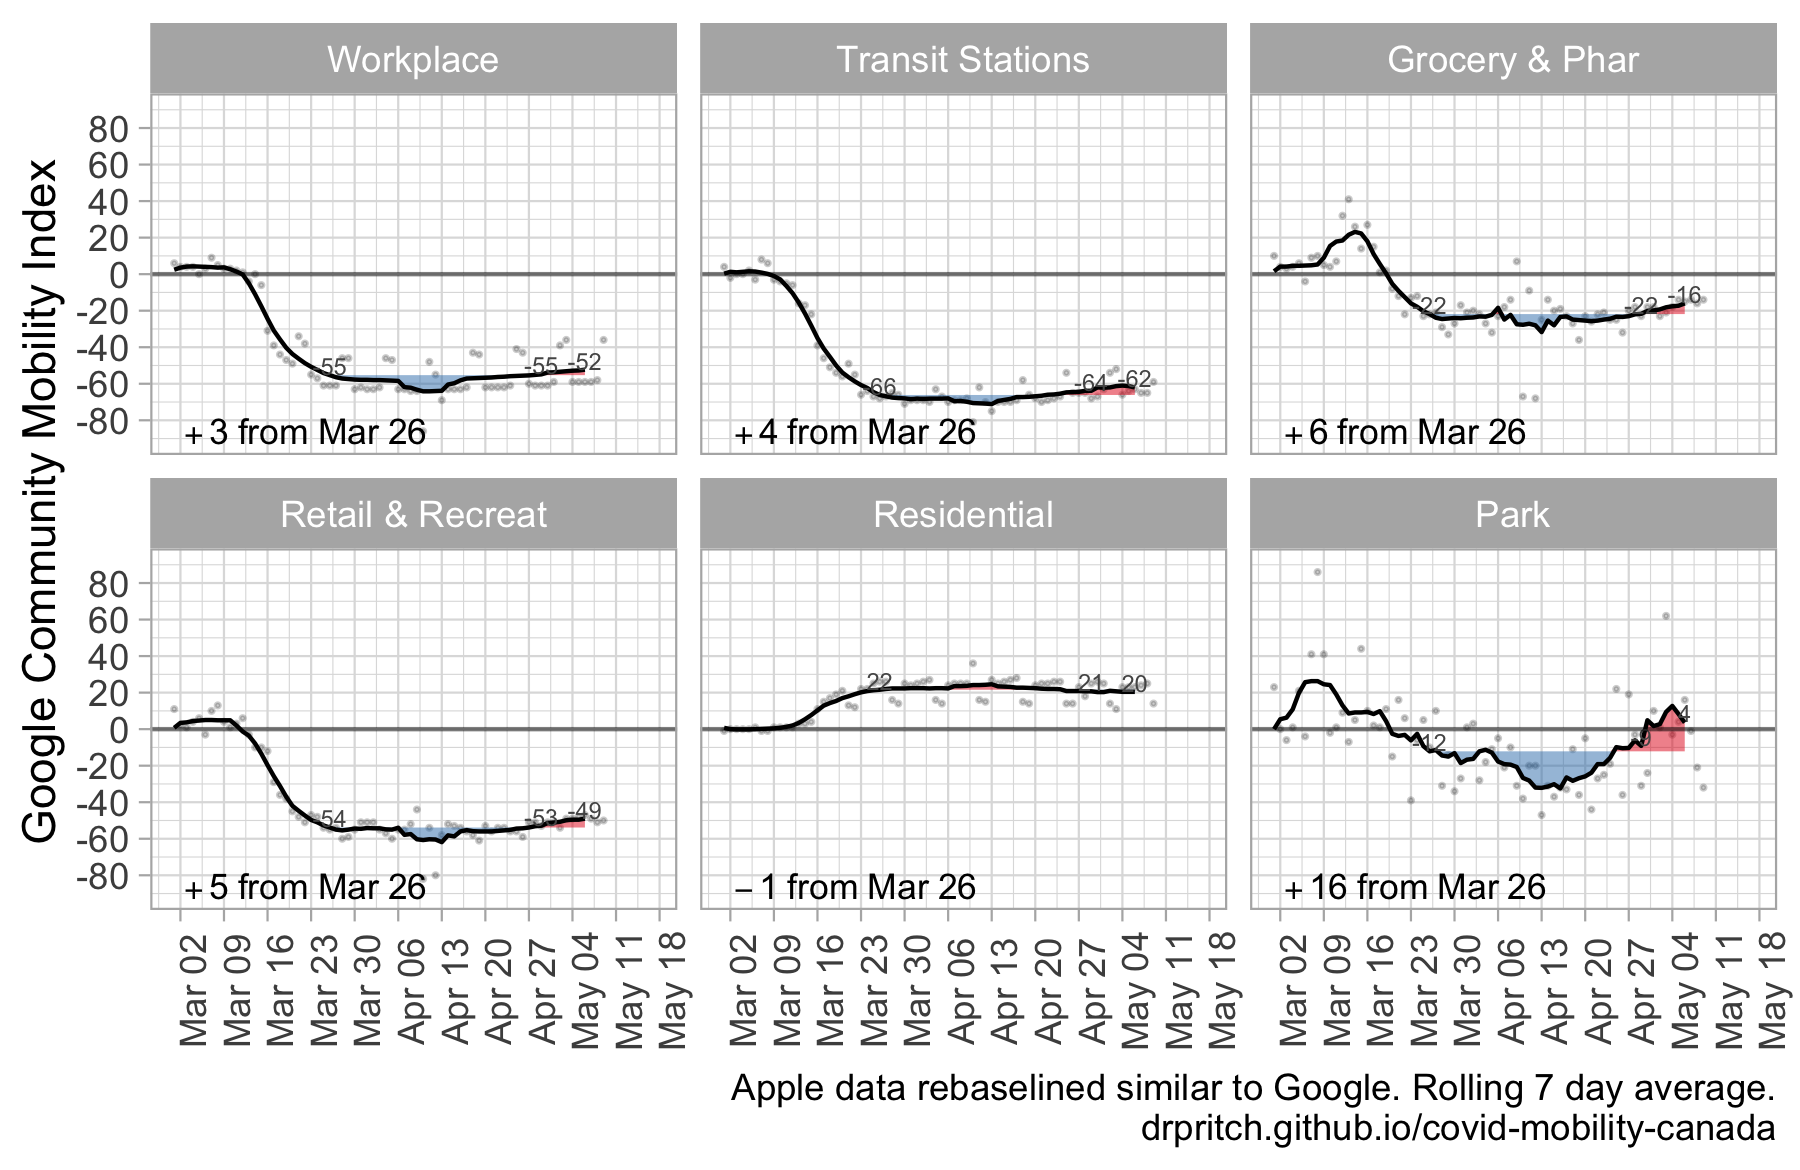 Google Community Mobility Index
Workplace
Transit Stations
Grocery & Phar
80
60
40
20
0
-20
-40
-60
-80
-55
-55
-52
+3 from Mar 26
-66
-64
-62
+4 from Mar 26
-22
-22
-16
+6 from Mar 26
Retail & Recreat
Residential
Park
80
60
40
20
0
-20
-40
-60
-80
-54
-53
-49
+5 from Mar 26
22
21
20
−1 from Mar 26
-12
-9
4
+16 from Mar 26
Mar 02
Mar 09
Mar 16
Mar 23
Mar 30
Apr 06
Apr 13
Apr 20
Apr 27
May 04
May 11
May 18
Mar 02
Mar 09
Mar 16
Mar 23
Mar 30
Apr 06
Apr 13
Apr 20
Apr 27
May 04
May 11
May 18
Mar 02
Mar 09
Mar 16
Mar 23
Mar 30
Apr 06
Apr 13
Apr 20
Apr 27
May 04
May 11
May 18
Apple data rebaselined similar to Google. Rolling 7 day average.
drpritch.github.io/covid-mobility-canada